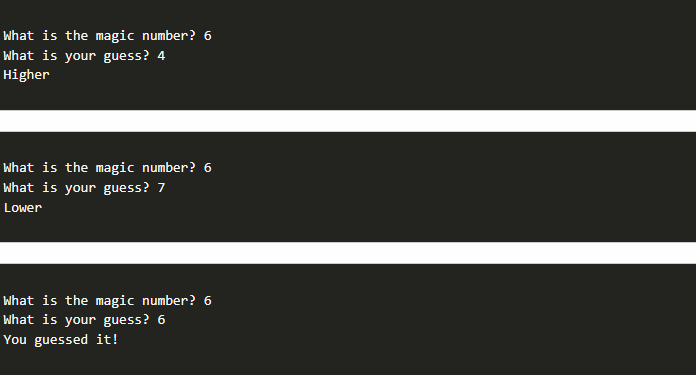 What is the magic number? 6
What is your guess? 4
Higher
What is the magic number? 6
What is your guess? 7
Lower
What is the magic number? 6
What is your guess? 6
You guessed it!